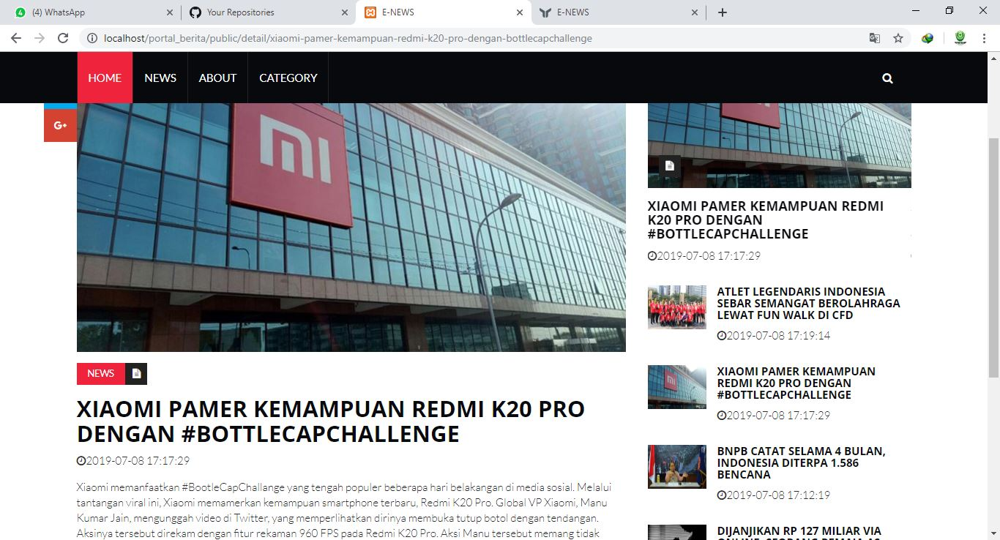 (4) WhatsApp
Your Repositories
E-NEWS
E-NEWS
localhost/portal_berita/public/detail/xiaomi-pamer-kemampuan-redmi-k20-pro-dengan-bottlecapchallenge
HOME
NEWS
ABOUT
CATEGORY
G+
MI
NEWS
XIAOMI PAMER KEMAMPUAN REDMI K20 PRO
DENGAN #BOTTLECAPCHALLENGE
2019-07-08 17:17:29
Xiaomi memanfaatkan #BootleCapChallange yang tengah populer beberapa hari belakangan di media sosial. Melalui
tantangan viral ini, Xiaomi memamerkan kemampuan smartphone terbaru, Redmi K20 Pro. Global VP Xiaomi, Manu
Kumar Jain, mengunggah video di Twitter, yang memperlihatkan dirinya membuka tutup botol dengan tendangan.
Aksinya tersebut direkam dengan fitur rekaman 960 FPS pada Redmi K20 Pro. Aksi Manu tersebut memang tidak
XIAOMI PAMER KEMAMPUAN REDMI
K20 PRO DENGAN
#BOTTLECAPCHALLENGE
2019-07-08 17:17:29
ATLET LEGENDARIS INDONESIA
SEBAR SEMANGAT BEROLAHRAGA
LEWAT FUN WALK DI CFD
2019-07-08 17:19:14
XIAOMI PAMER KEMAMPUAN
REDMI K20 PRO DENGAN
#BOTTLECAPCHALLENGE
2019-07-08 17:17:29
BNPB CATAT SELAMA 4 BULAN,
INDONESIA DITERPA 1.586
BENCANA
2019-07-08 17:12:19
DIJANJIKAN RP 127 MILIAR VIA